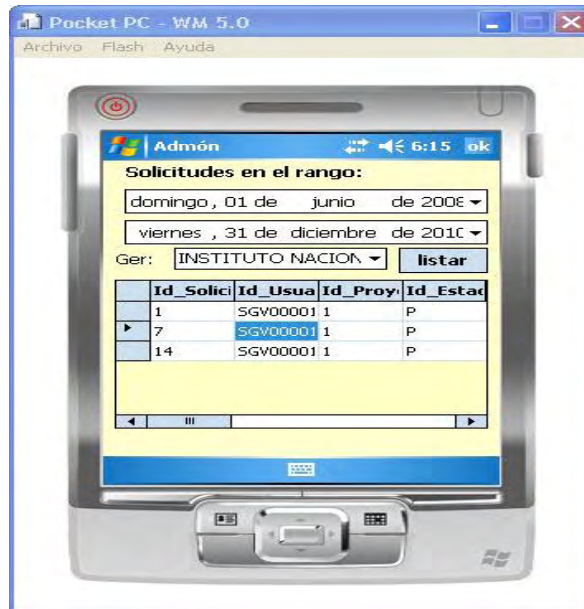 Pocket PC - WM 5.0
Archivo Flash Ayuda
Admón 6:15 ok
Solicitudes en el rango:
domingo , 01 de junio de 200
viernes , 31 de diciembre de 201
Ger: INSTITUTO NACION listar
Id_Solici Id_Usua Id_Proy Id_Estad
1 SGV00001 1 P
7 SGV00001 1 P
14 SGV00001 1 P